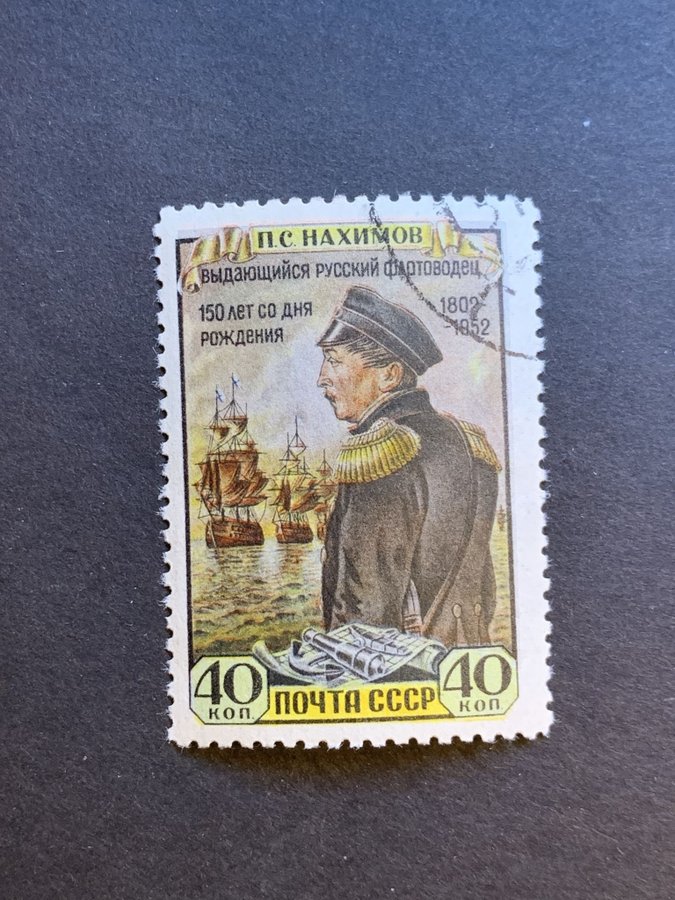 П.С. НАХИМОВ
ВЫДАЮЩИЙСЯ РУССКИЙ ФЛОТОВОДЕЦ
150 ЛЕТ СО ДНЯ 1802
РОЖДЕНИЯ -1952
40 КОП. ПОЧТА СССР 40 КОП.